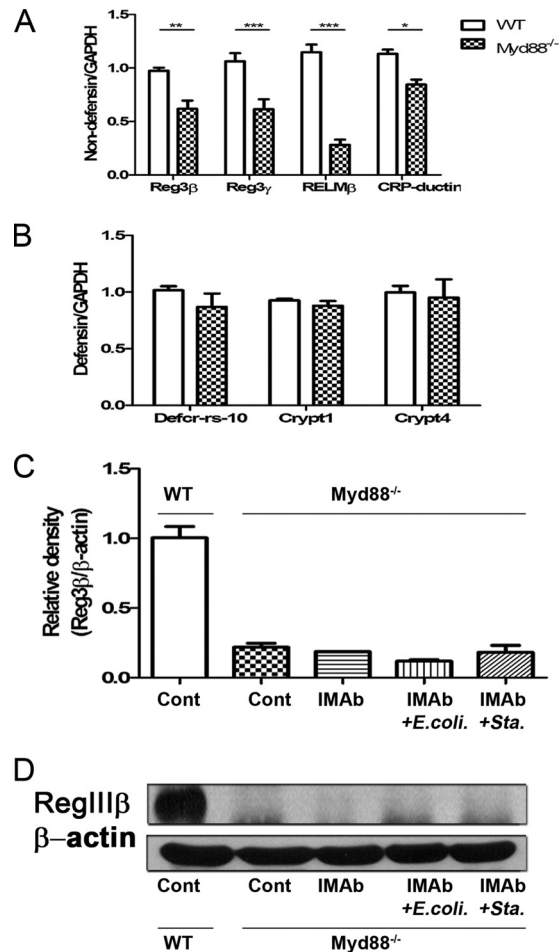 A
Non-defensin/GAPDH
1.5
1.0
0.5
0.0
** *** *** *
WT
Myd88-/-
Reg3β Reg3γ RELMβ CRP-ductin
B
Defensin/GAPDH
1.5
1.0
0.5
0.0
Defcr-rs-10 Crypt1 Crypt4
C
Relative density
(Reg3β/β-actin)
1.5
1.0
0.5
0.0
WT Myd88-/-
Cont Cont IMAb IMAb IMAb
+E.coli. +Sta.
D
RegIIIβ
β–actin
Cont Cont IMAb IMAb IMAb
+E.coli. +Sta.
WT Myd88-/-